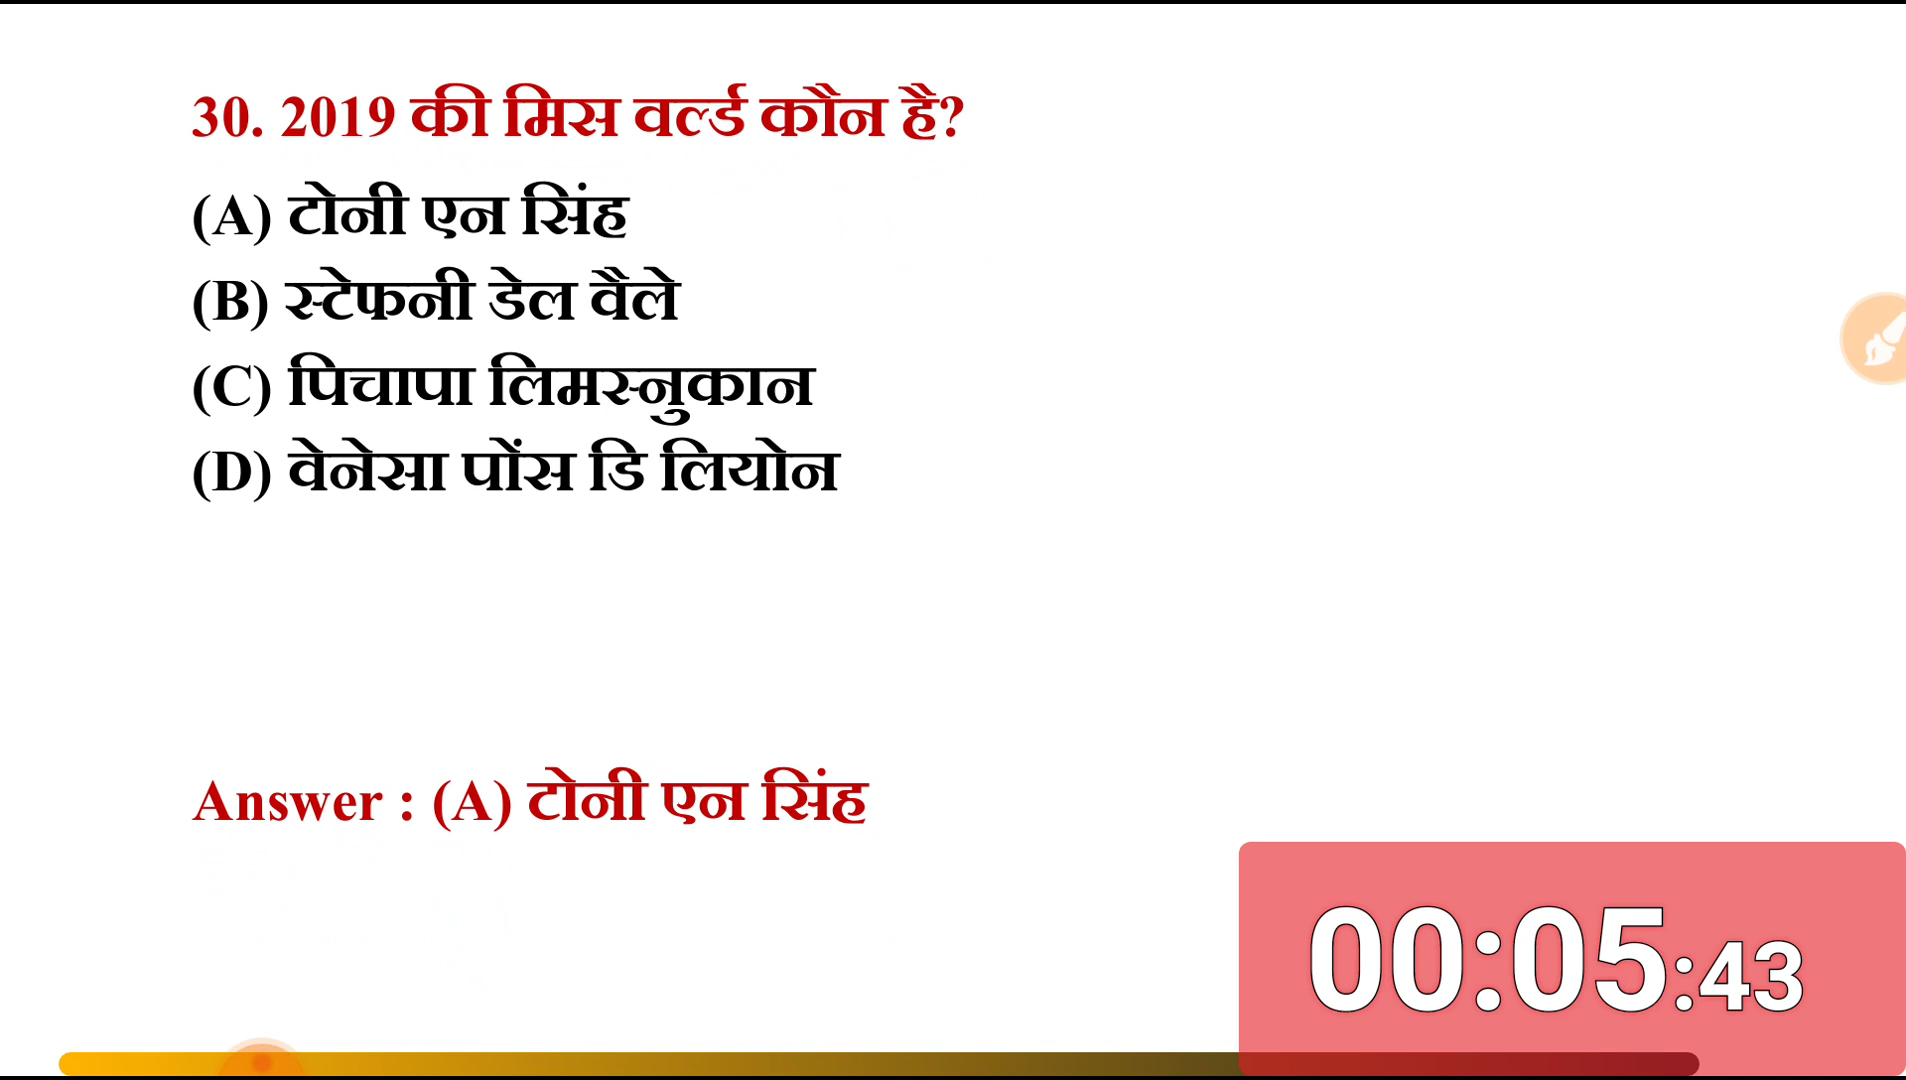 30. 2019 की मिस वर्ल्ड कौन है?
(A) टोनी एन सिंह
(B) स्टेफनी डेल वैले
(C) पिचापा लिमस्नुकान
(D) वेनेसा पोंस डि लियोन
Answer : (A) टोनी एन सिंह
00:05:43